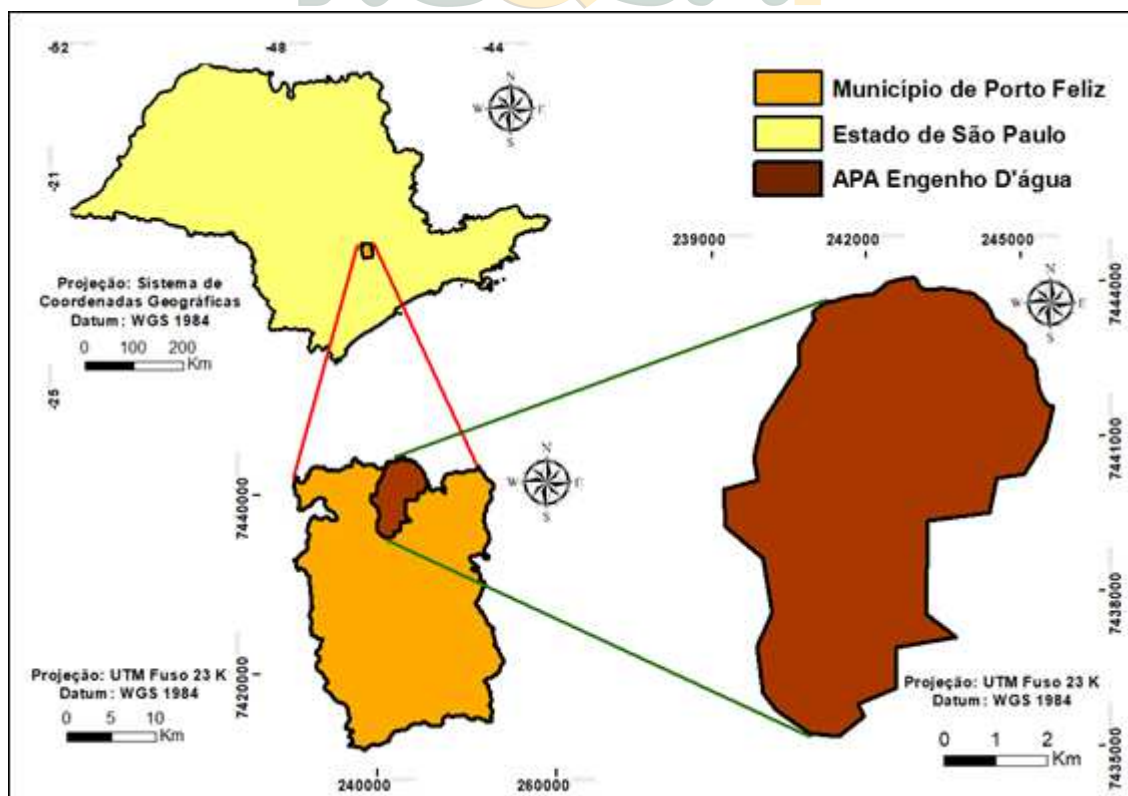 -52
-48
-44
-21
-25
N
W
E
S
Projeção: Sistema de
Coordenadas Geográficas
Datum: WGS 1984
0 100 200
Km
Município de Porto Feliz
Estado de São Paulo
APA Engenho D'água
239000
242000
245000
N
W
E
S
7444000
7441000
7438000
7435000
N
W
E
S
7440000
7420000
240000
260000
Projeção: UTM Fuso 23 K
Datum: WGS 1984
0 5 10
Km
Projeção: UTM Fuso 23 K
Datum: WGS 1984
0 1 2
Km